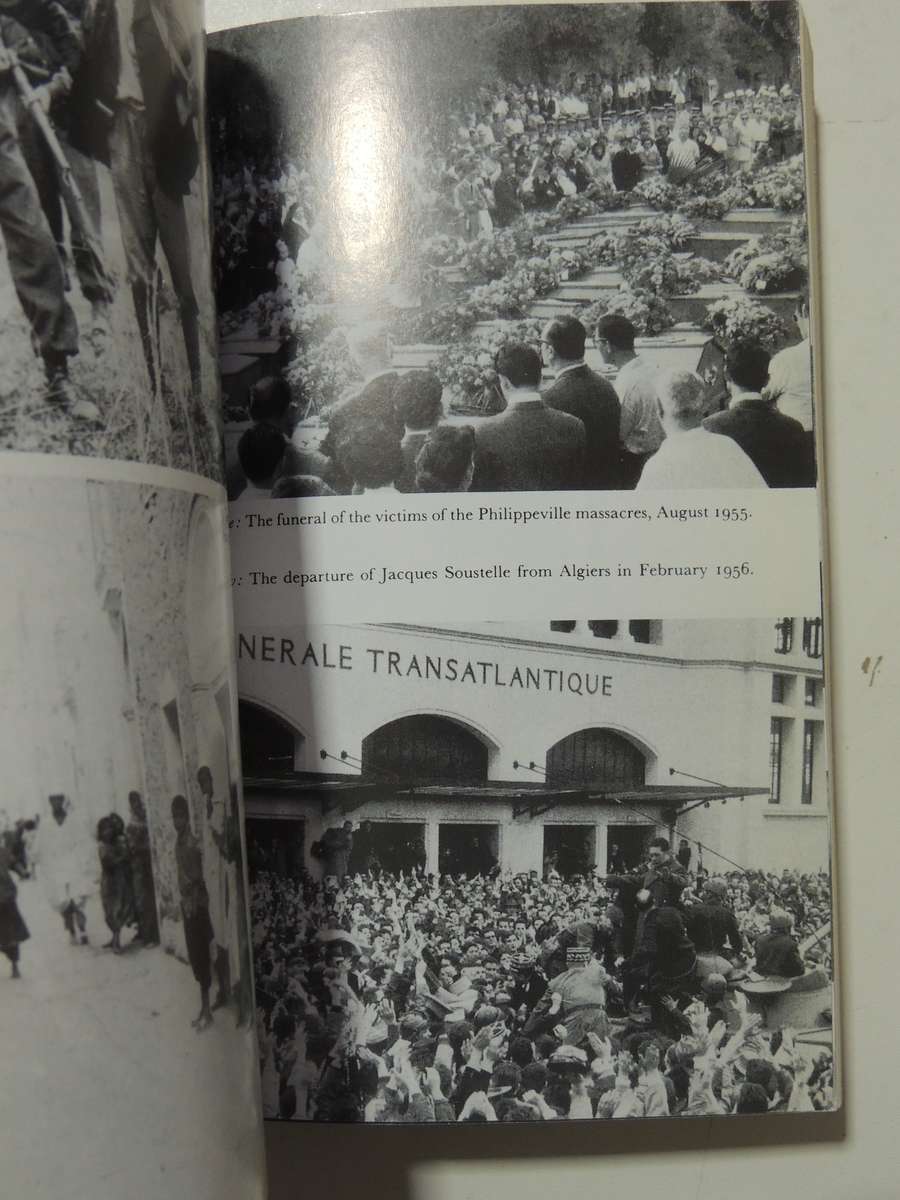 e: The funeral of the victims of the Philippeville massacres, August 1955.
: The departure of Jacques Soustelle from Algiers in February 1956.
NERALE TRANSATLANTIQUE